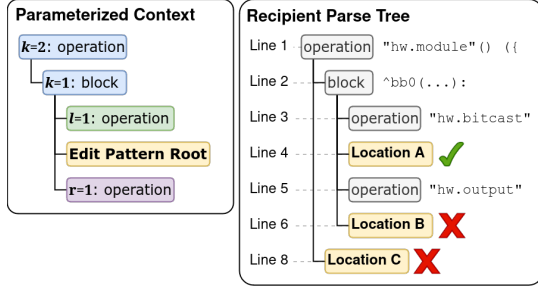 Parameterized Context
k=2: operation
k=1: block
l=1: operation
Edit Pattern Root
r=1: operation
Recipient Parse Tree
Line 1 operation "hw.module"() ({
Line 2 block ^bb0(...):
Line 3 operation "hw.bitcast"
Line 4 Location A
Line 5 operation "hw.output"
Line 6 Location B
Line 8 Location C